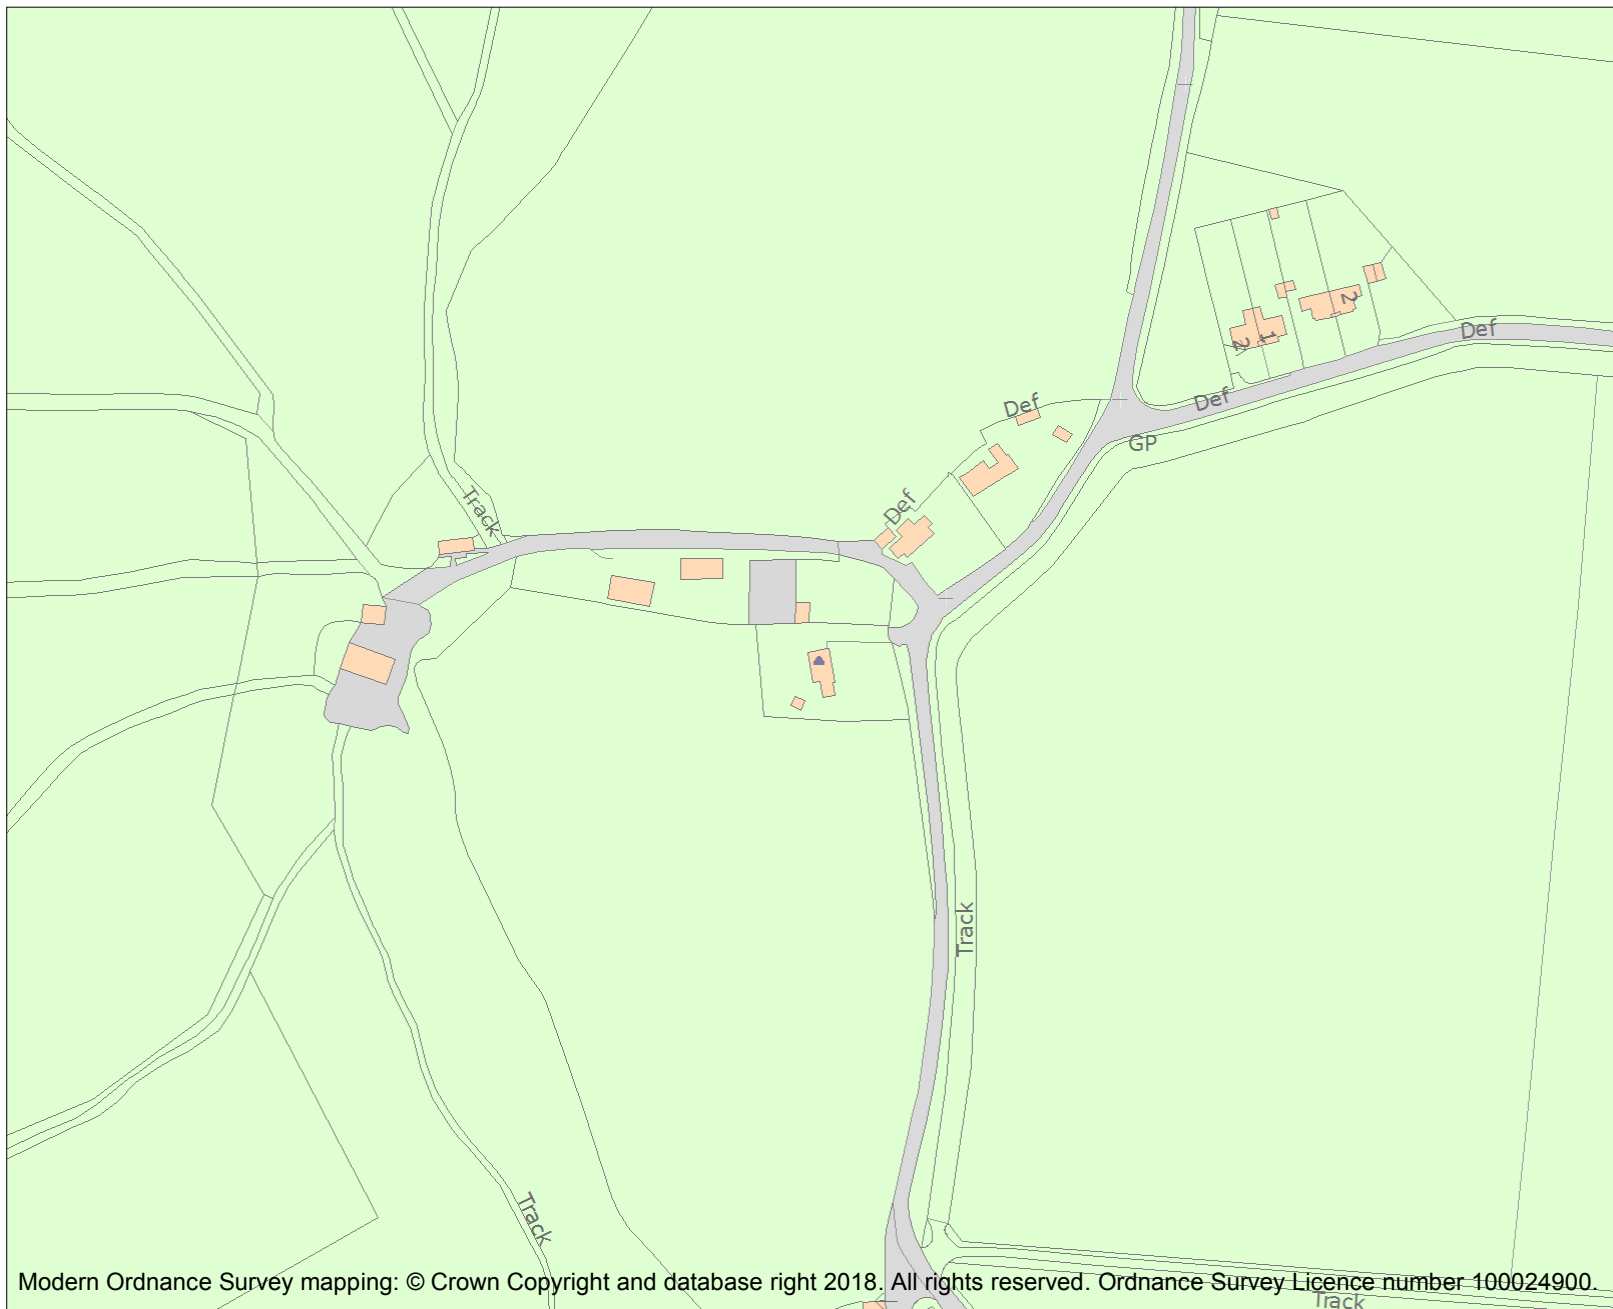 Def
2
1
2
Def
Def
GP
Def
Track
Track
Track
Modern Ordnance Survey mapping: © Crown Copyright and database right 2018. All rights reserved. Ordnance Survey Licence number 100024900.
Track